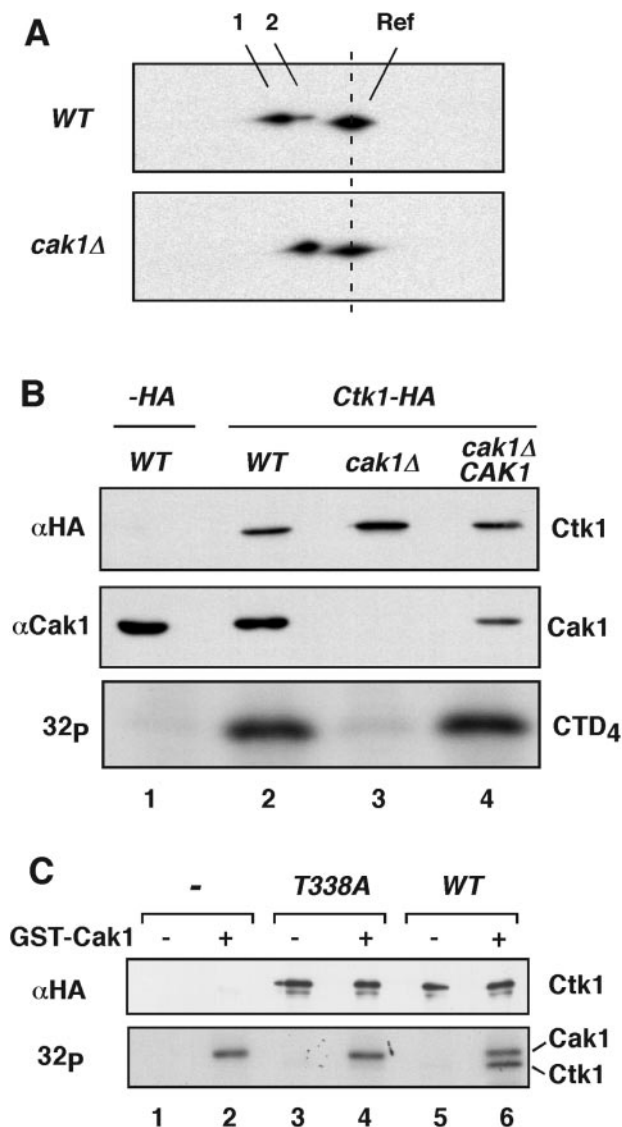 A
1 2 Ref
WT
cak1Δ
B
-HA Ctk1-HA
WT WT cak1Δ cak1Δ
CAK1
αHA Ctk1
αCak1 Cak1
32P CTD4
1 2 3 4
C
- T338A WT
GST-Cak1 - + - + - +
αHA Ctk1
32P Cak1
Ctk1
1 2 3 4 5 6